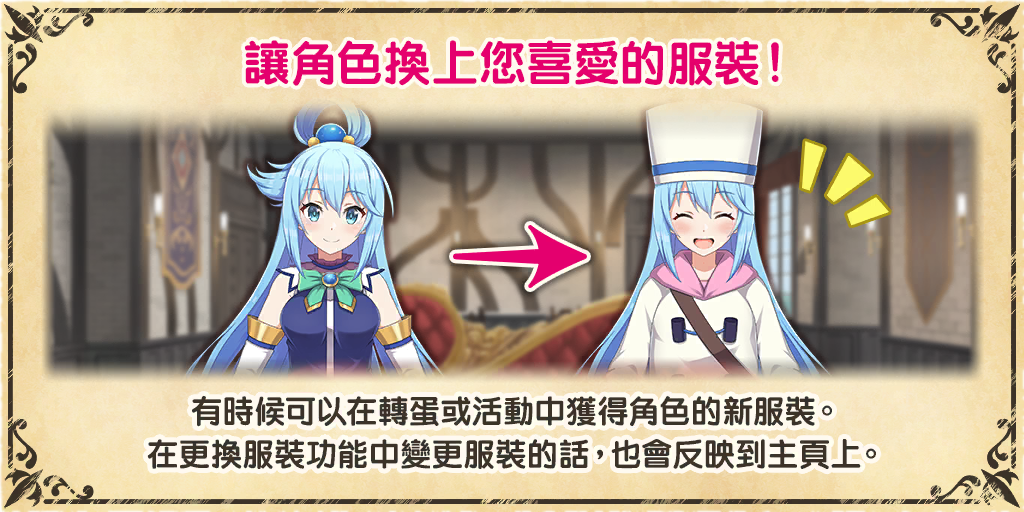 讓角色換上您喜愛的服裝！
有時候可以在轉蛋或活動中獲得角色的新服裝。
在更換服裝功能中變更服裝的話，也會反映到主頁上。